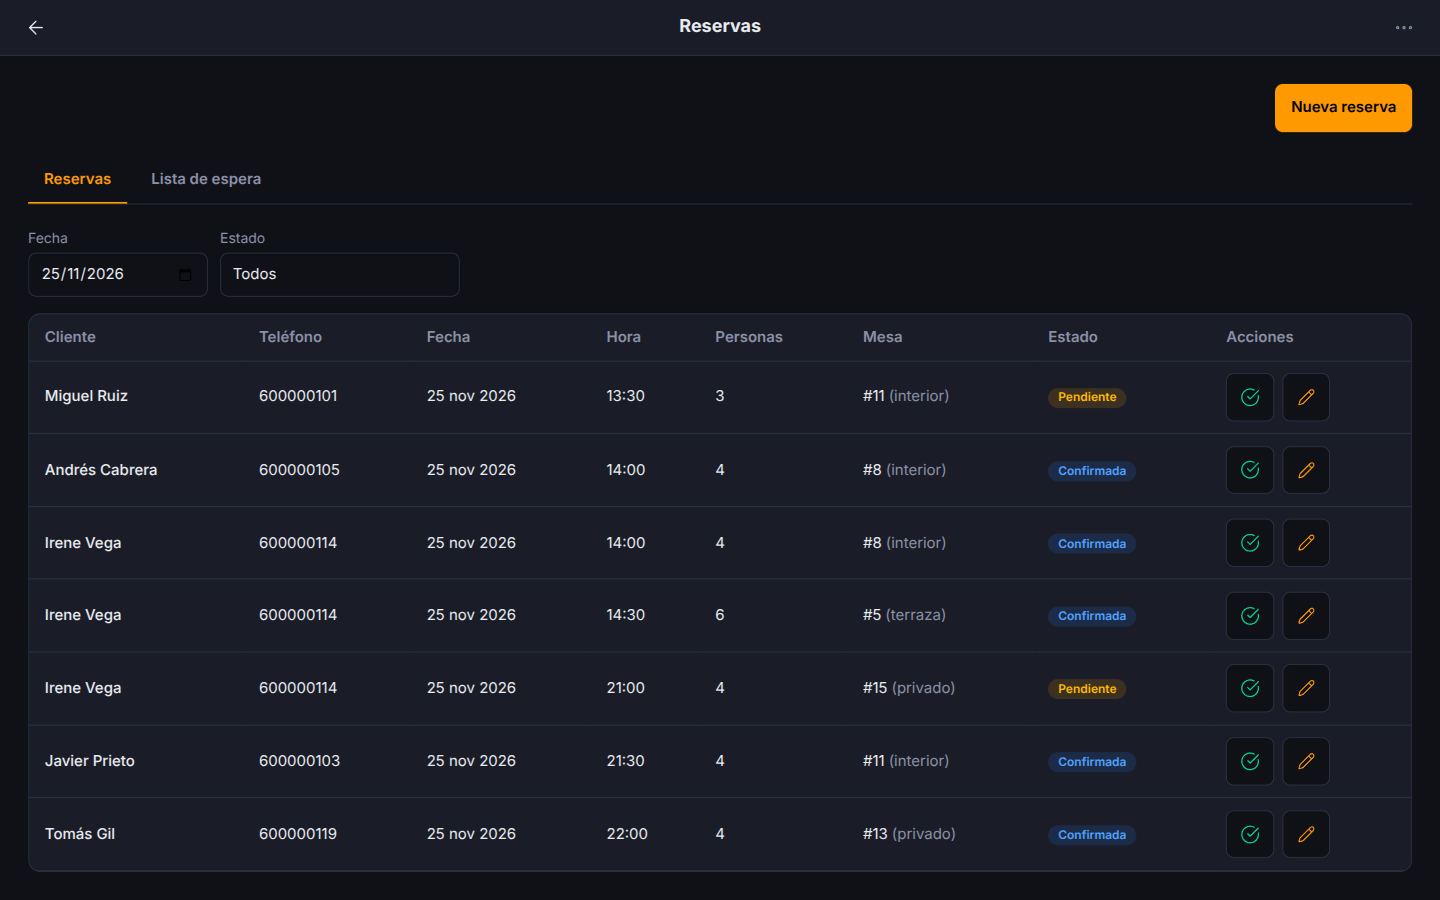 Reservas
Nueva reserva
Reservas Lista de espera
Fecha Estado
25/11/2026 Todos
Cliente Teléfono Fecha Hora Personas Mesa Estado Acciones
Miguel Ruiz 600000101 25 nov 2026 13:30 3 #11 (interior) Pendiente
Andrés Cabrera 600000105 25 nov 2026 14:00 4 #8 (interior) Confirmada
Irene Vega 600000114 25 nov 2026 14:00 4 #8 (interior) Confirmada
Irene Vega 600000114 25 nov 2026 14:30 6 #5 (terraza) Confirmada
Irene Vega 600000114 25 nov 2026 21:00 4 #15 (privado) Pendiente
Javier Prieto 600000103 25 nov 2026 21:30 4 #11 (interior) Confirmada
Tomás Gil 600000119 25 nov 2026 22:00 4 #13 (privado) Confirmada